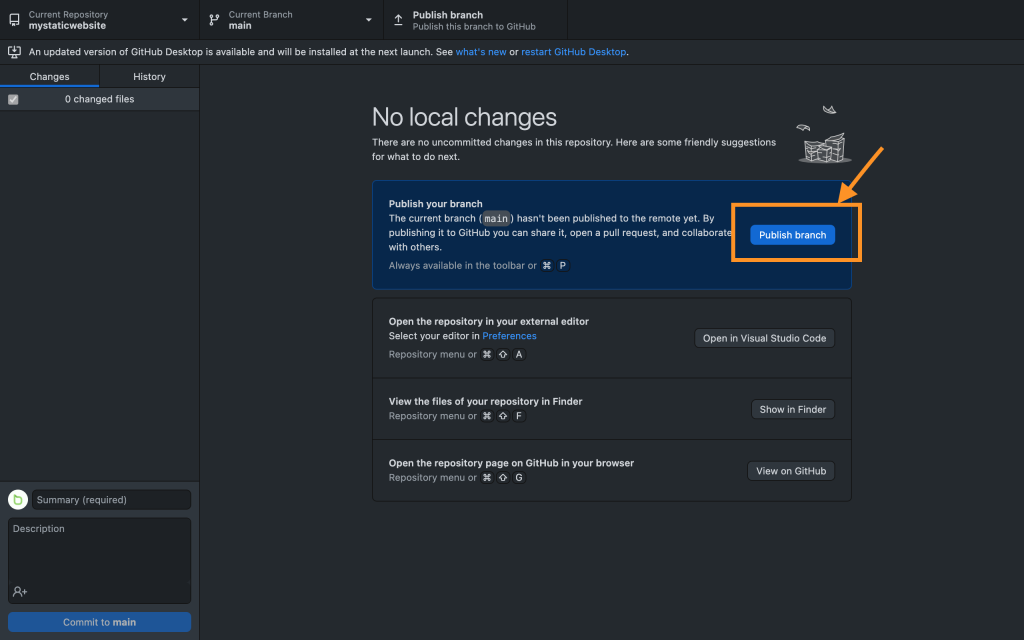 Current Repository
mystaticwebsite
Current Branch
main
Publish branch
Publish this branch to GitHub
An updated version of GitHub Desktop is available and will be installed at the next launch. See what's new or restart GitHub Desktop.
Changes
History
0 changed files
No local changes
There are no uncommitted changes in this repository. Here are some friendly suggestions
for what to do next.
Publish your branch
The current branch (main) hasn't been published to the remote yet. By
publishing it to GitHub you can share it, open a pull request, and collaborate
with others.
Always available in the toolbar or ⌘ P
Publish branch
Open the repository in your external editor
Select your editor in Preferences
Repository menu or ⌘ ⇧ A
Open in Visual Studio Code
View the files of your repository in Finder
Repository menu or ⌘ ⇧ F
Show in Finder
Open the repository page on GitHub in your browser
Repository menu or ⌘ ⇧ G
View on GitHub
Summary (required)
Description
Commit to main